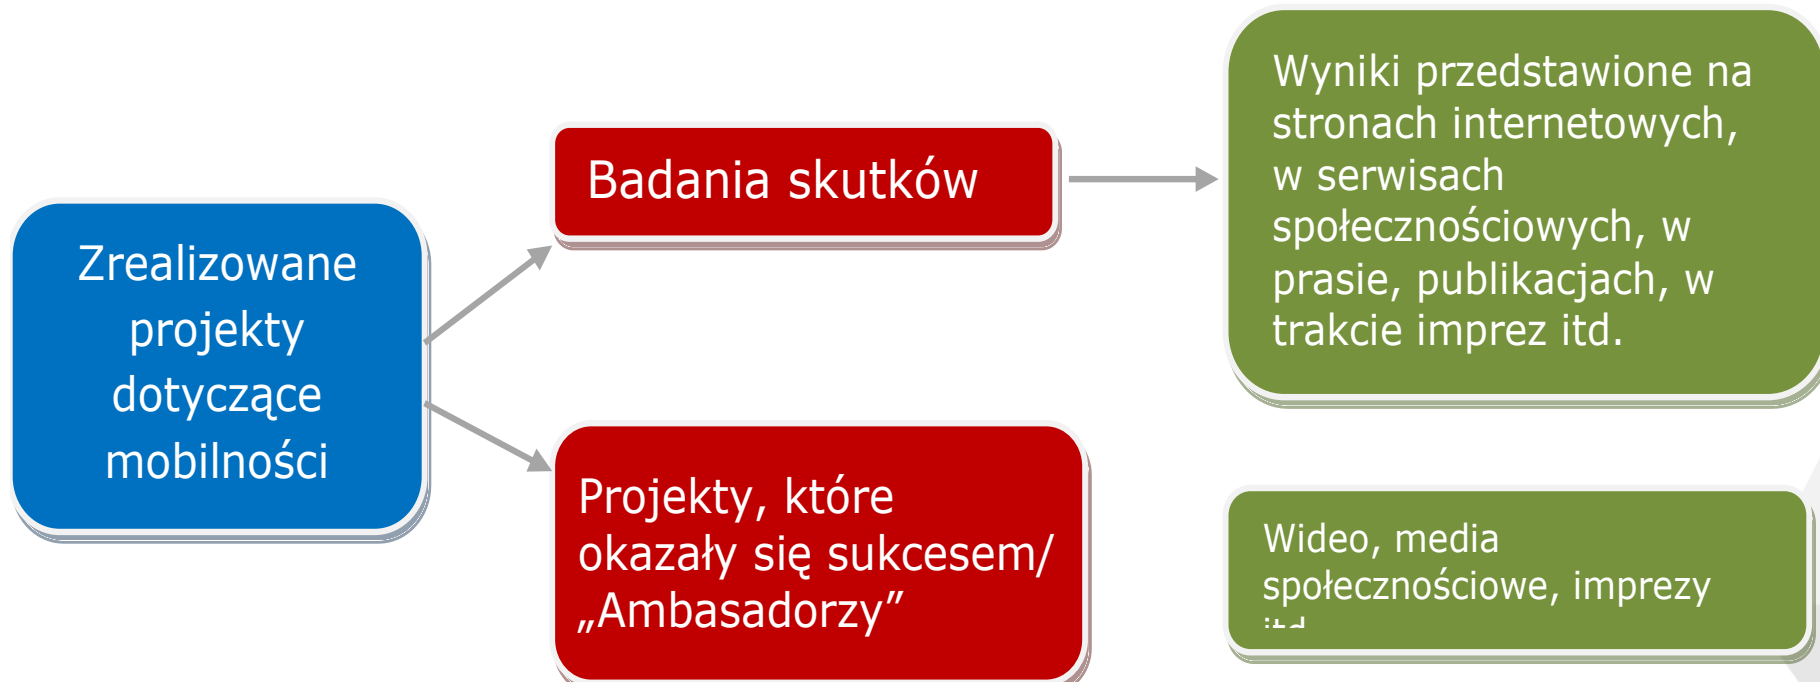 Zrealizowane
projekty
dotyczące
mobilności
Badania skutków
Projekty, które
okazały się sukcesem/
„Ambasadorzy”
Wyniki przedstawione na
stronach internetowych,
w serwisach
społecznościowych, w
prasie, publikacjach, w
trakcie imprez itd.
Wideo, media
społecznościowe, imprezy
itd